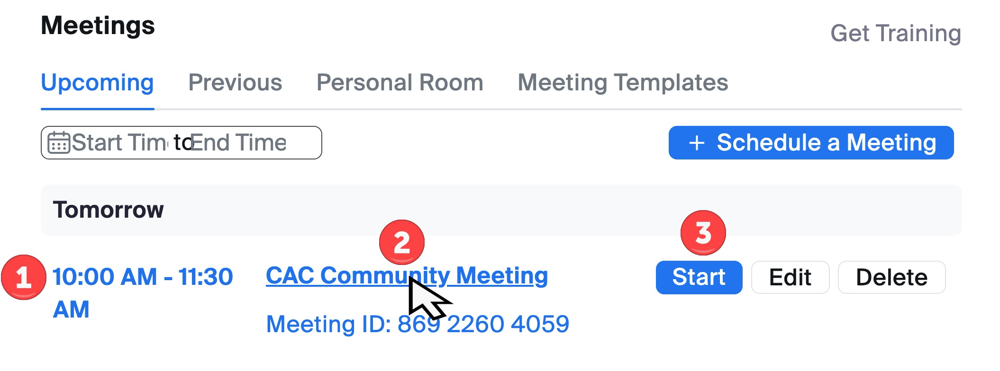 Meetings
Get Training
Upcoming Previous Personal Room Meeting Templates
Start Time to End Time
+ Schedule a Meeting
Tomorrow
2
3
1 10:00 AM - 11:30 CAC Community Meeting Start Edit Delete
AM
Meeting ID: 869 2260 4059